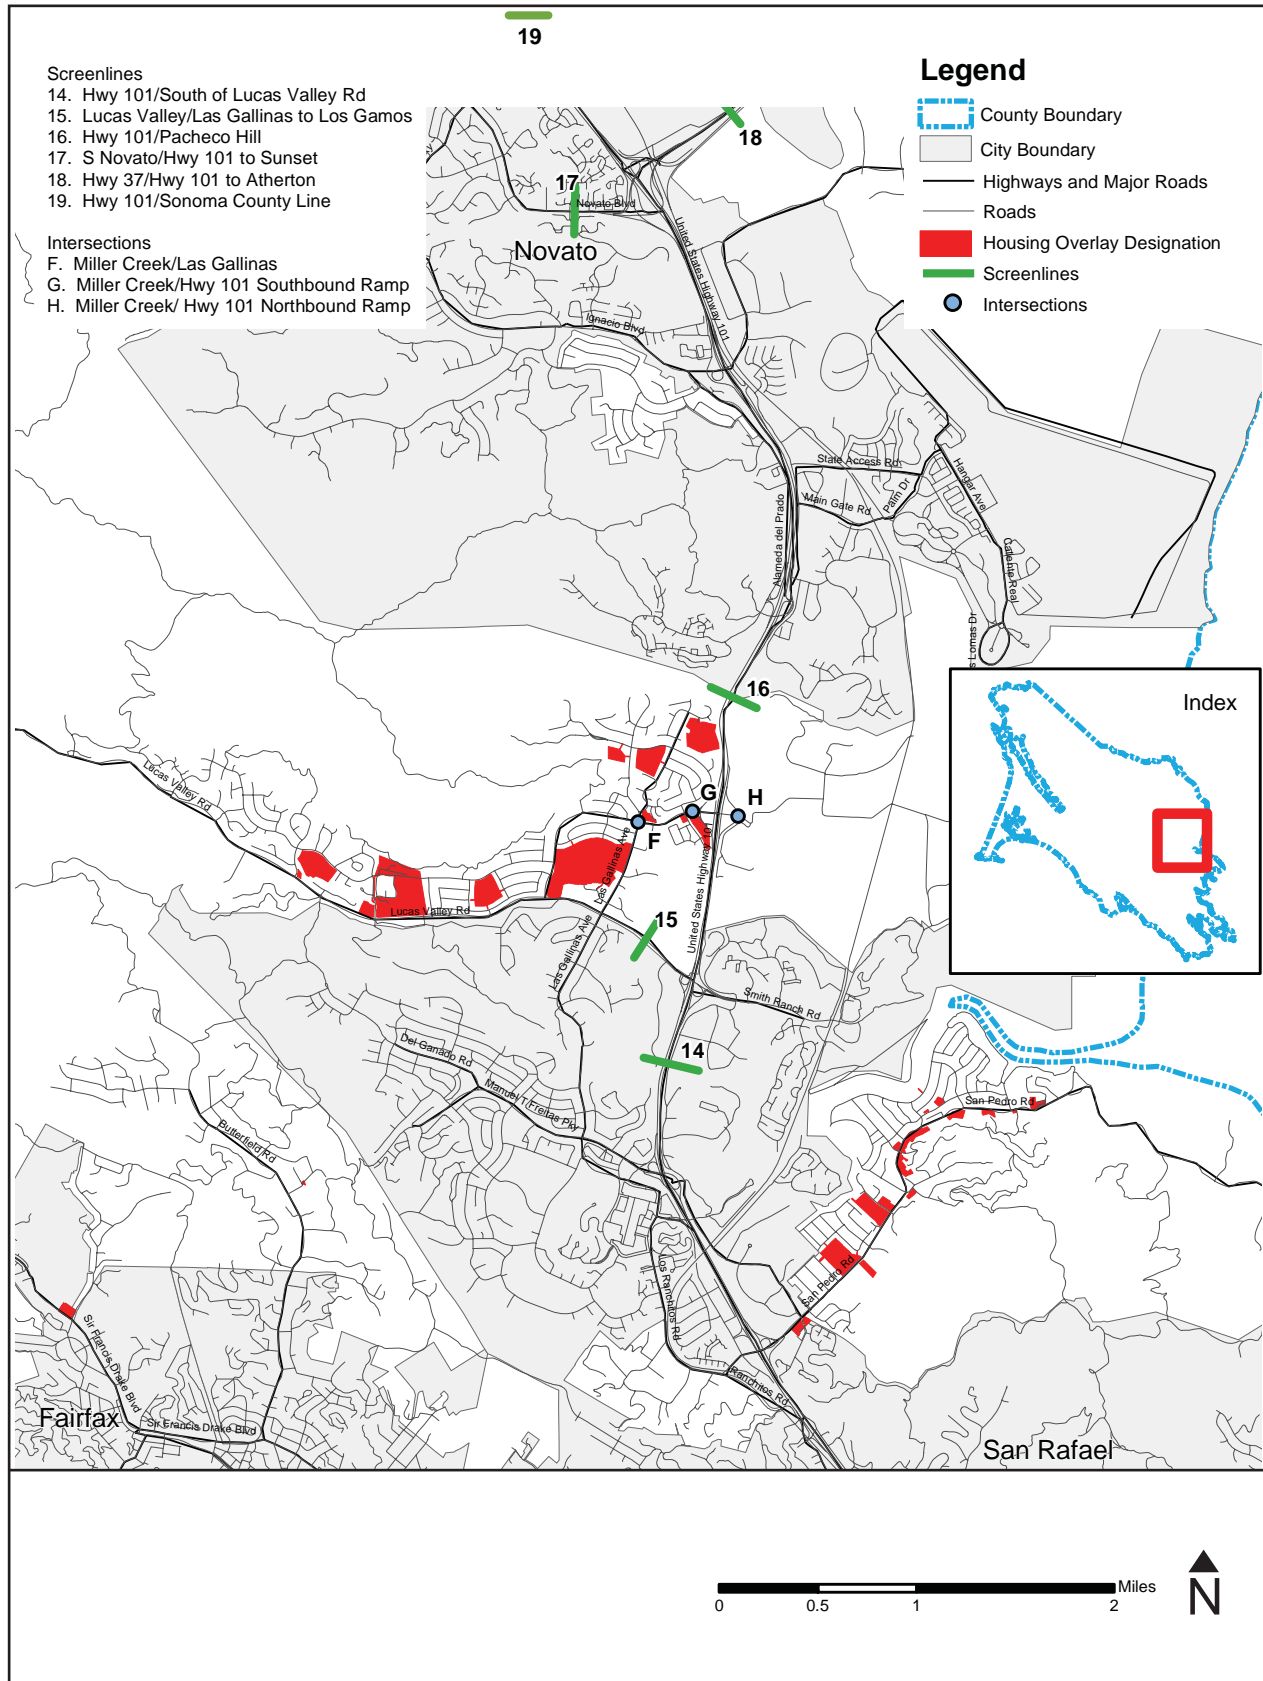 19
Screenlines
14. Hwy 101/South of Lucas Valley Rd
15. Lucas Valley/Las Gallinas to Los Gamos
16. Hwy 101/Pacheco Hill
17. S Novato/Hwy 101 to Sunset
18. Hwy 37/Hwy 101 to Atherton
19. Hwy 101/Sonoma County Line
Intersections
F. Miller Creek/Las Gallinas
G. Miller Creek/Hwy 101 Southbound Ramp
H. Miller Creek/ Hwy 101 Northbound Ramp
Legend
County Boundary
City Boundary
Highways and Major Roads
Roads
Housing Overlay Designation
Screenlines
Intersections
18
17
Novato Blvd
Novato
United States Highway 101
Ignacio Blvd
State Access Rd
Palm Dr
Main Gate Rd
Hangar Ave
Alameda del Prado
Caliente Real
s Lomas Dr
16
Index
Lucas Valley Rd
G
H
F
Las Gallinas Ave
United States Highway 101
Lucas Valley Rd
15
Las Gallinas Ave
Smith Ranch Rd
14
Del Ganado Rd
Manuel T Freitas Pky
San Pedro Rd
Butterfield Rd
Los Ranchitos Rd
San Pedro Rd
Sir Francis Drake Blvd
Ranchitos Rd
Fairfax
Sir Francis Drake Blvd
San Rafael
Miles
0 0.5 1 2
N